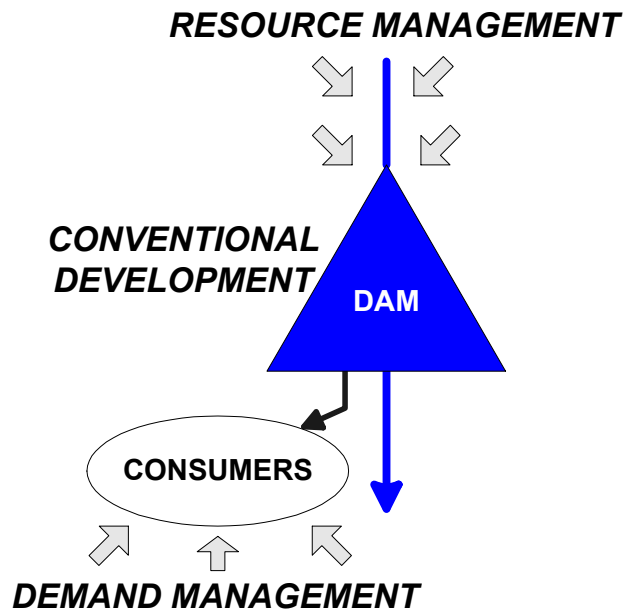 RESOURCE MANAGEMENT
CONVENTIONAL
DEVELOPMENT
DAM
CONSUMERS
DEMAND MANAGEMENT